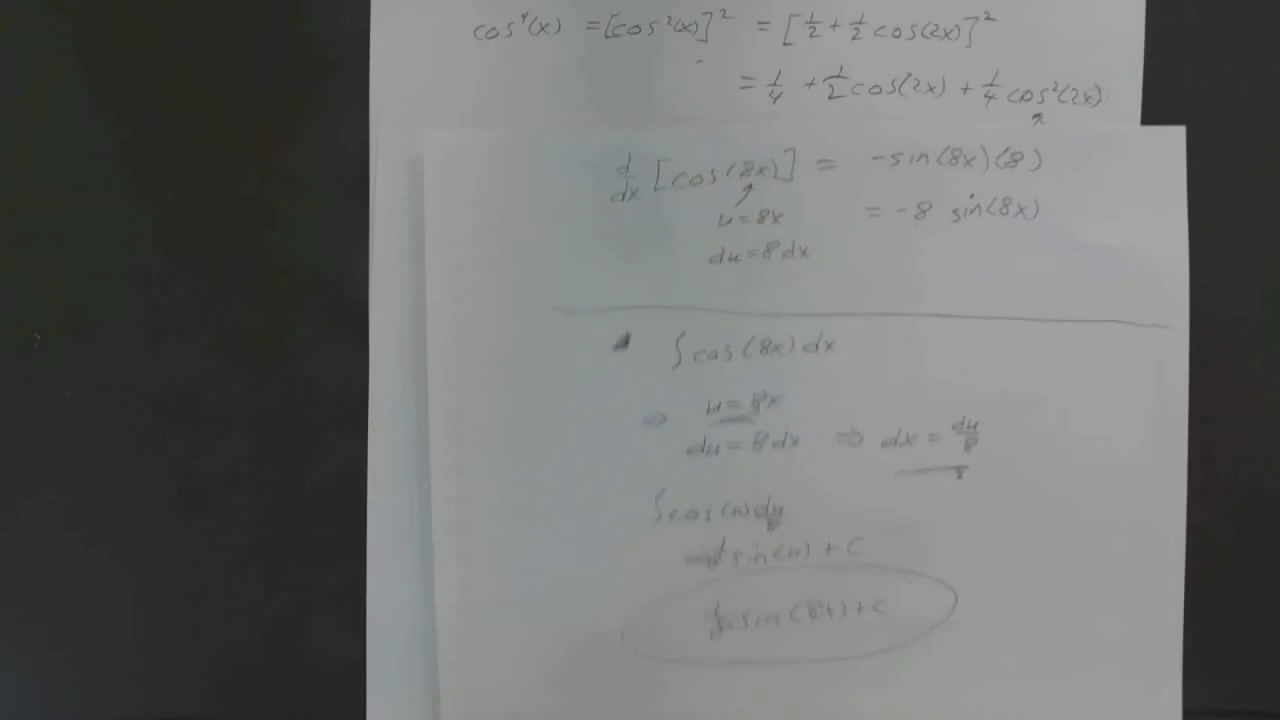 cos⁴(x) = [cos²(x)]² = [1/2 + 1/2 cos(2x)]²
= 1/4 + 1/2 cos(2x) + 1/4 cos²(2x)
d/dx [cos(8x)] = -sin(8x)(8)
u=8x = -8 sin(8x)
du=8dx
∫cos(8x)dx
⇒ u=8x
du=8dx ⇒ dx = du/8
∫cos(u)du/8
sin(u)+C
1/8 sin(8x)+C